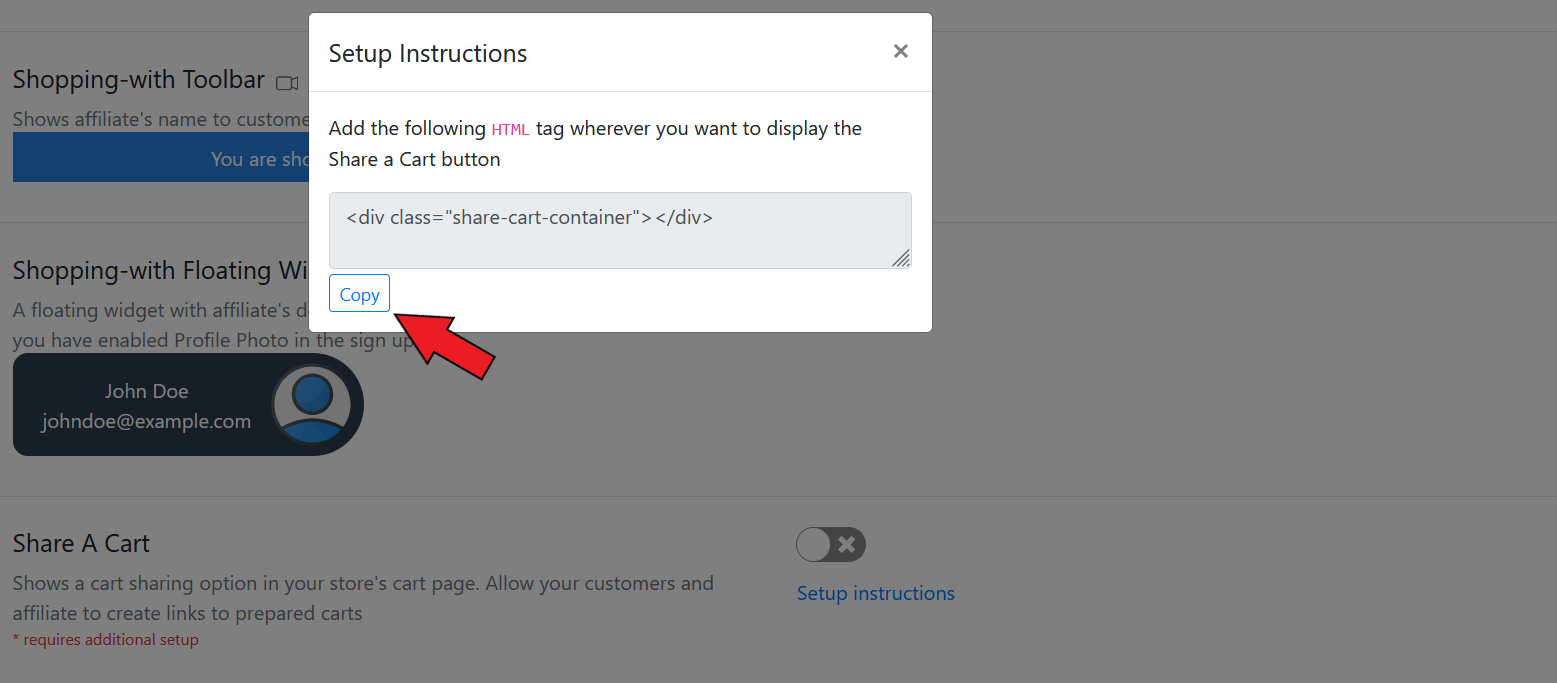 Setup Instructions
×
Add the following HTML tag wherever you want to display the
Share a Cart button
<div class="share-cart-container"></div>
Copy
Shopping-with Toolbar
Shows affiliate's name to custome
You are sho
Shopping-with Floating Wi
A floating widget with affiliate's d
you have enabled Profile Photo in the sign up
John Doe
johndoe@example.com
Share A Cart
Shows a cart sharing option in your store's cart page. Allow your customers and
affiliate to create links to prepared carts
* requires additional setup
Setup instructions